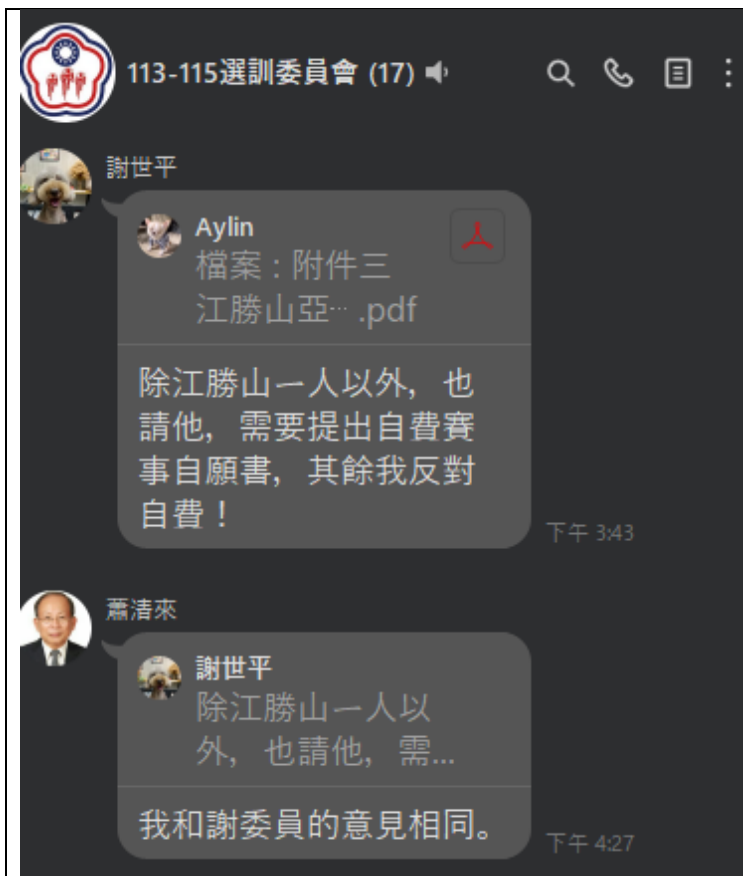 113-115選訓委員會 (17)
謝世平
Aylin
檔案：附件三
江勝山亞… .pdf
除江勝山一人以外，也
請他，需要提出自費賽
事自願書，其餘我反對
自費！
下午 3:43
蕭清來
謝世平
除江勝山一人以
外，也請他，需...
我和謝委員的意見相同。
下午 4:27